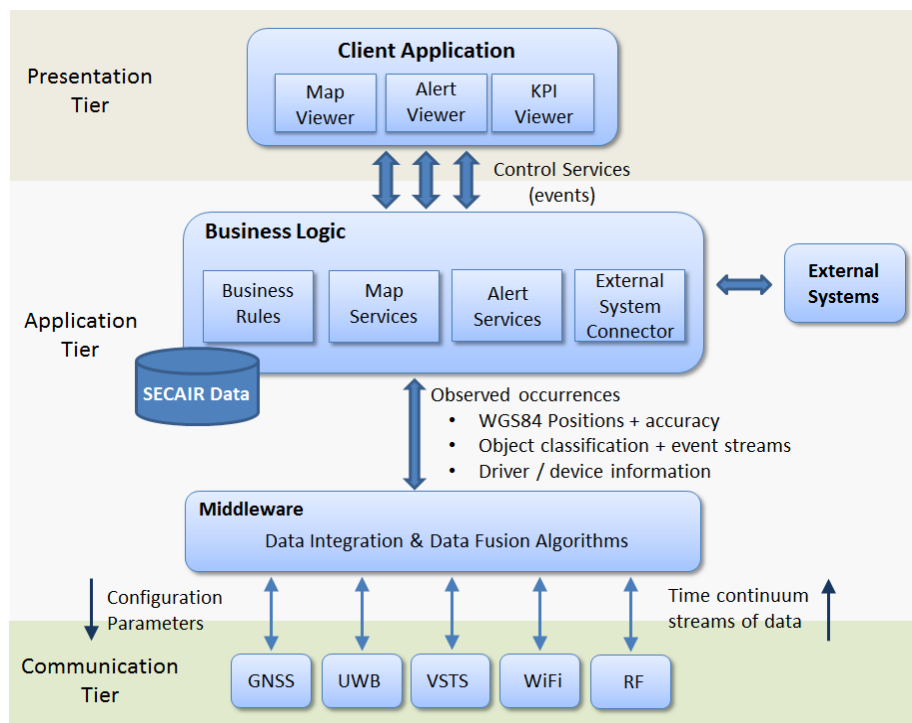 Presentation
Tier
Client Application
Map
Viewer
Alert
Viewer
KPI
Viewer
Control Services
(events)
Application
Tier
Business Logic
Business
Rules
Map
Services
Alert
Services
External
System
Connector
External
Systems
SECAIR Data
Observed occurrences
• WGS84 Positions + accuracy
• Object classification + event streams
• Driver / device information
Middleware
Data Integration & Data Fusion Algorithms
Configuration
Parameters
Time continuum
streams of data
Communication
Tier
GNSS
UWB
VSTS
WiFi
RF